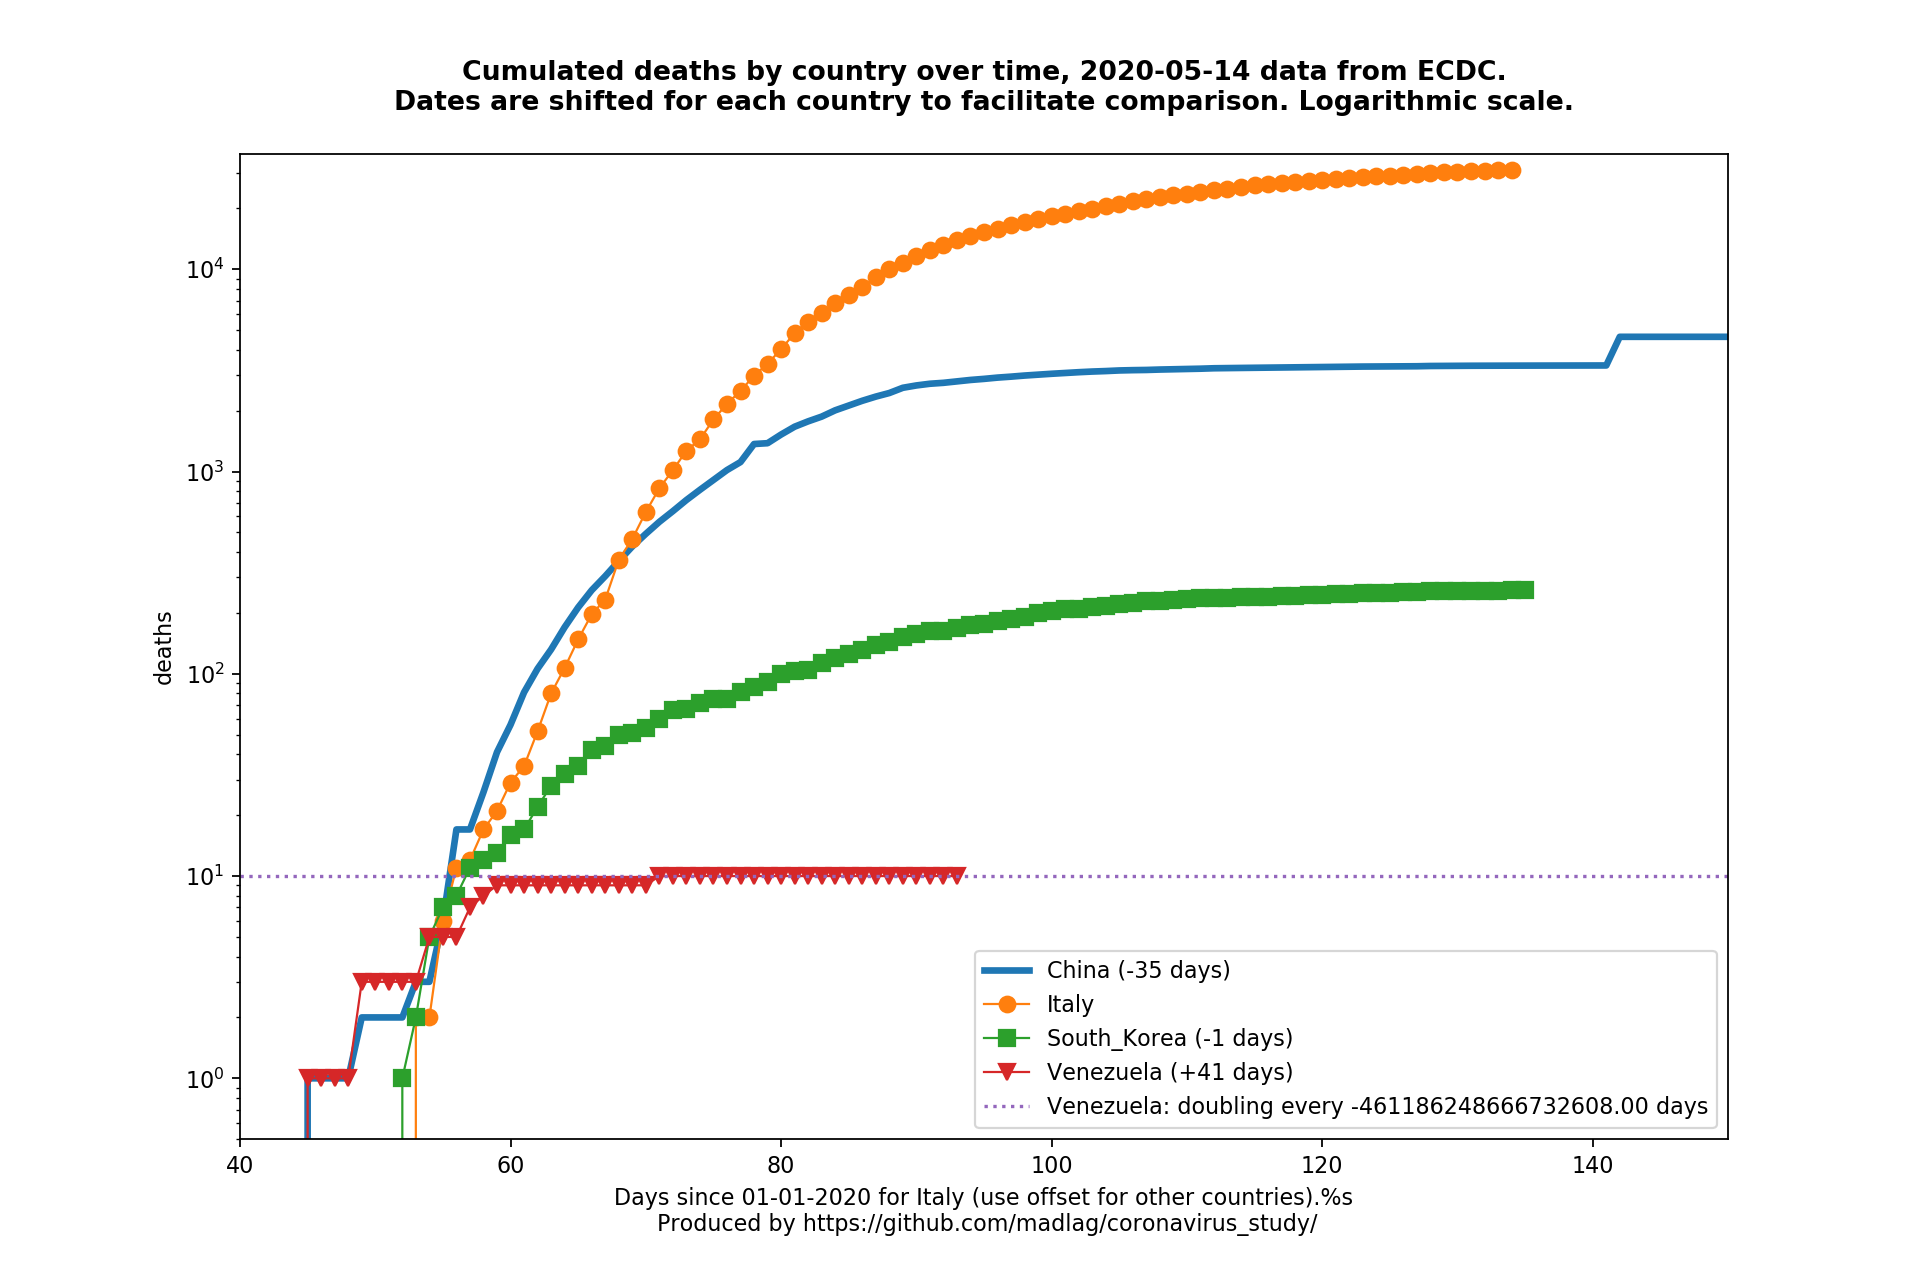 Cumulated deaths by country over time, 2020-05-14 data from ECDC.
Dates are shifted for each country to facilitate comparison. Logarithmic scale.
deaths
10⁴
10³
10²
10¹
10⁰
China (-35 days)
Italy
South_Korea (-1 days)
Venezuela (+41 days)
Venezuela: doubling every -461186248666732608.00 days
40 60 80 100 120 140
Days since 01-01-2020 for Italy (use offset for other countries).%s
Produced by https://github.com/madlag/coronavirus_study/